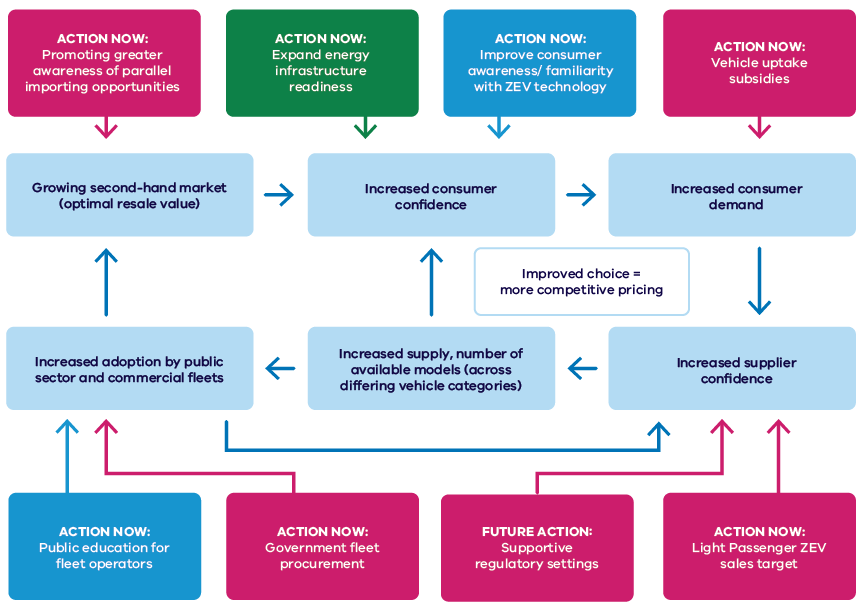 ACTION NOW:
Promoting greater
awareness of parallel
importing opportunities
ACTION NOW:
Expand energy
infrastructure
readiness
ACTION NOW:
Improve consumer
awareness/ familiarity
with ZEV technology
ACTION NOW:
Vehicle uptake
subsidies
Growing second-hand market
(optimal resale value)
Increased consumer
confidence
Increased consumer
demand
Improved choice =
more competitive pricing
Increased adoption by public
sector and commercial fleets
Increased supply, number of
available models (across
differing vehicle categories)
Increased supplier
confidence
ACTION NOW:
Public education for
fleet operators
ACTION NOW:
Government fleet
procurement
FUTURE ACTION:
Supportive
regulatory settings
ACTION NOW:
Light Passenger ZEV
sales target